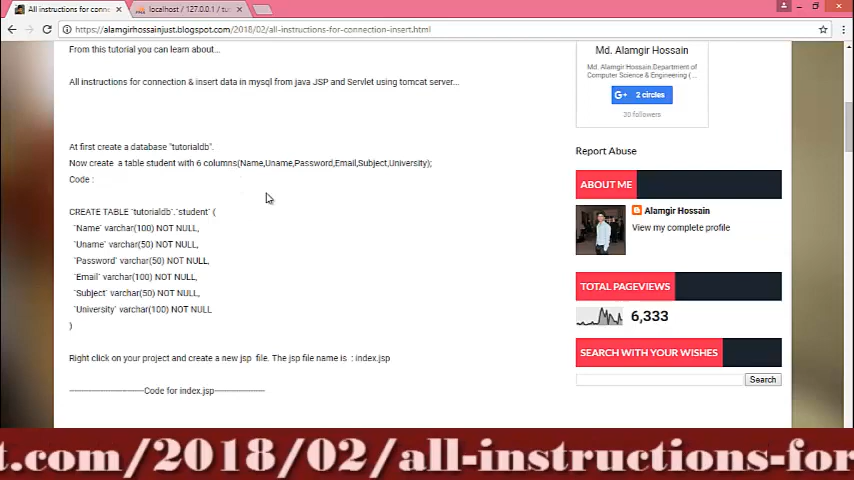 All instructions for conne
localhost / 127.0.0.1 / tut
https://alamgirhossainjust.blogspot.com/2018/02/all-instructions-for-connection-insert.html
From this tutorial you can learn about...
All instructions for connection & insert data in mysql from java JSP and Servlet using tomcat server...
At first create a database "tutorialdb".
Now create a table student with 6 columns(Name,Uname,Password,Email,Subject,University);
Code :
CREATE TABLE `tutorialdb`.`student` (
`Name` varchar(100) NOT NULL,
`Uname` varchar(50) NOT NULL,
`Password` varchar(50) NOT NULL,
`Email` varchar(100) NOT NULL,
`Subject` varchar(50) NOT NULL,
`University` varchar(100) NOT NULL
)
Right click on your project and create a new jsp file. The jsp file name is : index.jsp
------------------------------Code for index.jsp--------------------
Md. Alamgir Hossain
Md. Alamgir Hossain.Department of
Computer Science & Engineering ( ...
G+ 2 circles
30 followers
Report Abuse
ABOUT ME
Alamgir Hossain
View my complete profile
TOTAL PAGEVIEWS
6,333
SEARCH WITH YOUR WISHES
Search
t.com/2018/02/all-instructions-for